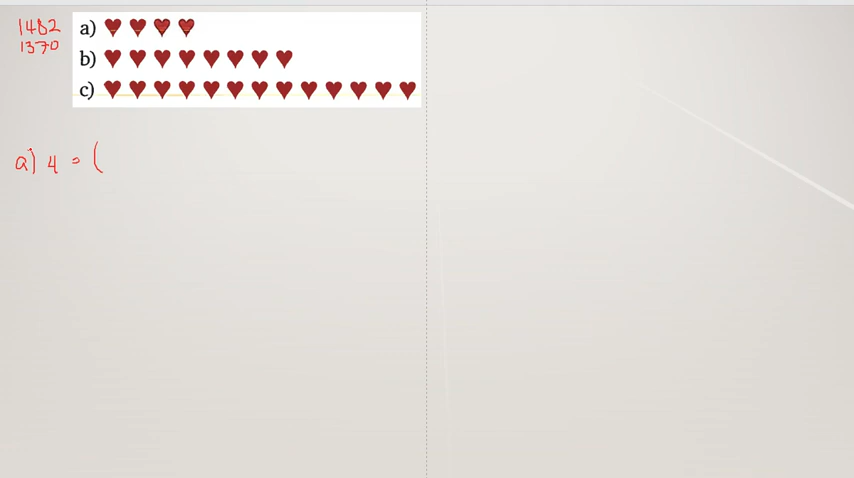 1482
1370
a)
b)
c)
a) 4 = (